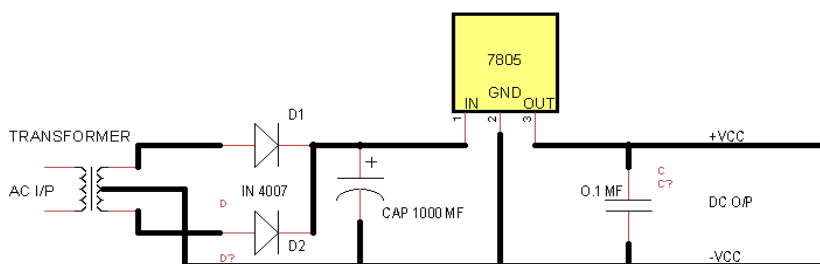 7805
IN
GND
OUT
1
2
3
D1
TRANSFORMER
+VCC
+
C
C?
AC I/P
IN 4007
D
CAP 1000 MF
0.1 MF
DC O/P
D2
D?
-VCC